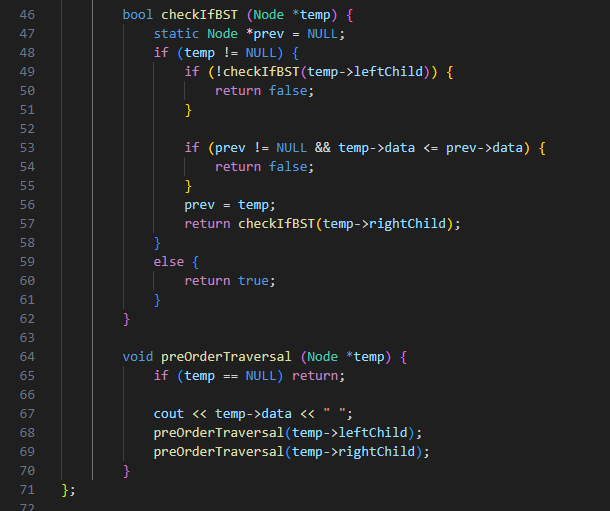 46 bool checkIfBST (Node *temp) {
47 static Node *prev = NULL;
48 if (temp != NULL) {
49 if (!checkIfBST(temp->leftChild)) {
50 return false;
51 }
52
53 if (prev != NULL && temp->data <= prev->data) {
54 return false;
55 }
56 prev = temp;
57 return checkIfBST(temp->rightChild);
58 }
59 else {
60 return true;
61 }
62 }
63
64 void preOrderTraversal (Node *temp) {
65 if (temp == NULL) return;
66
67 cout << temp->data << " ";
68 preOrderTraversal(temp->leftChild);
69 preOrderTraversal(temp->rightChild);
70 }
71 };
72